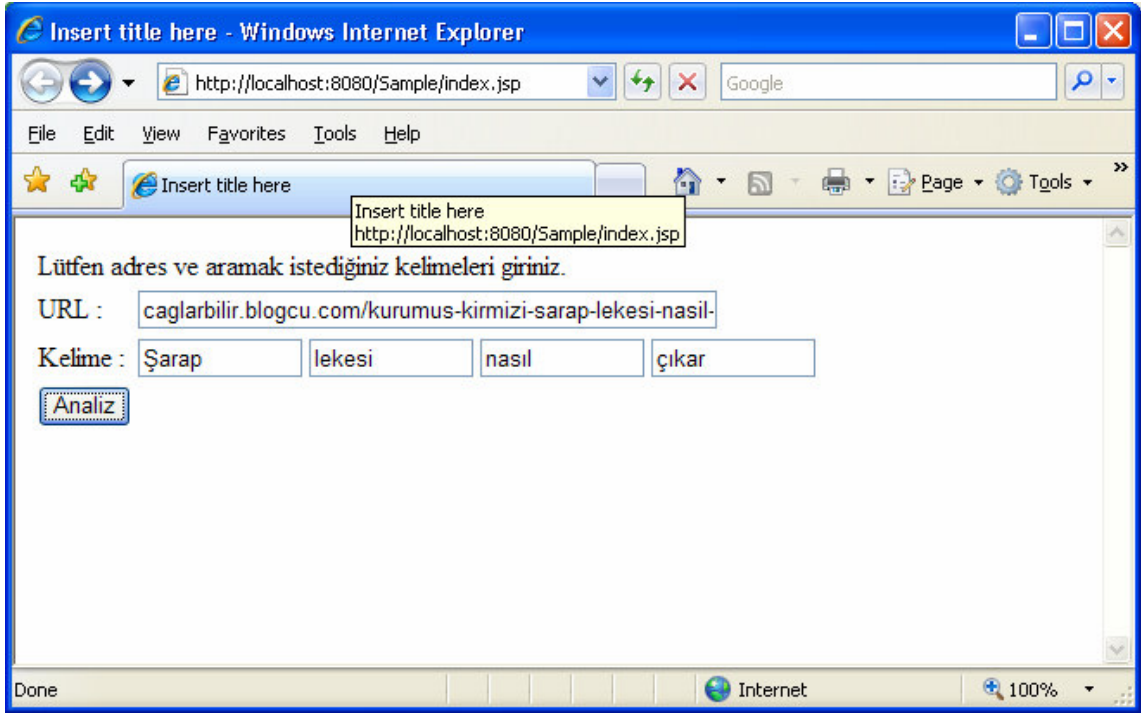 Insert title here - Windows Internet Explorer
http://localhost:8080/Sample/index.jsp Google
File Edit View Favorites Tools Help
Insert title here Page Tools »
Insert title here
http://localhost:8080/Sample/index.jsp
Lütfen adres ve aramak istediğiniz kelimeleri giriniz.
URL : caglarbilir.blogcu.com/kurumus-kirmizi-sarap-lekesi-nasil-
Kelime : Şarap lekesi nasıl çıkar
Analiz
Done Internet 100%